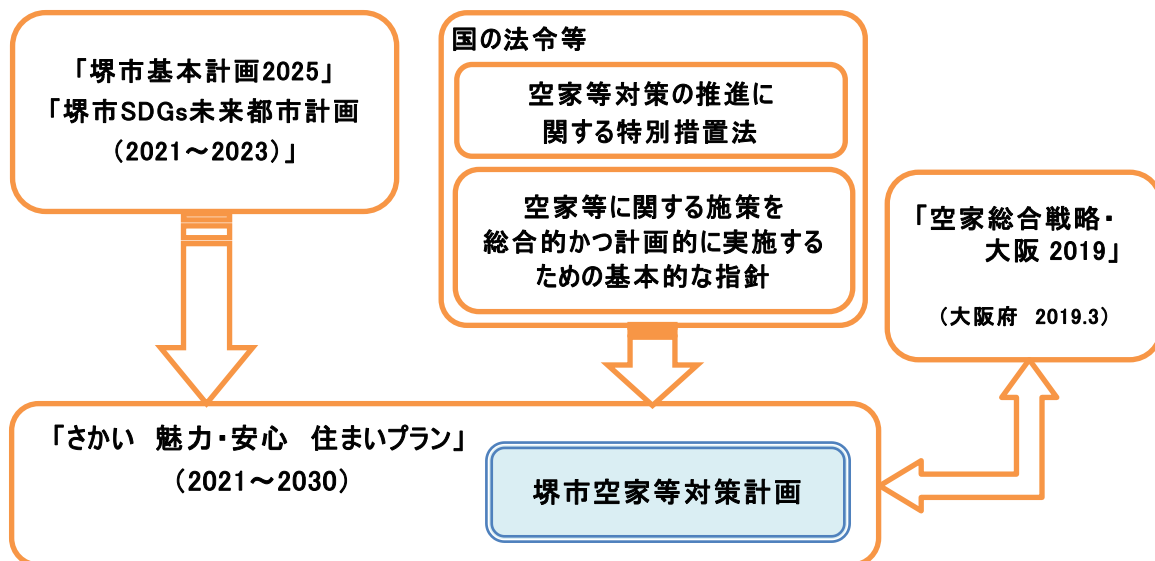 「堺市基本計画2025」
「堺市SDGs未来都市計画
（2021～2023）」
国の法令等
空家等対策の推進に
関する特別措置法
空家等に関する施策を
総合的かつ計画的に実施する
ための基本的な指針
「空家総合戦略・
大阪 2019」
（大阪府　2019.3）
「さかい　魅力・安心　住まいプラン」
（2021～2030）
堺市空家等対策計画